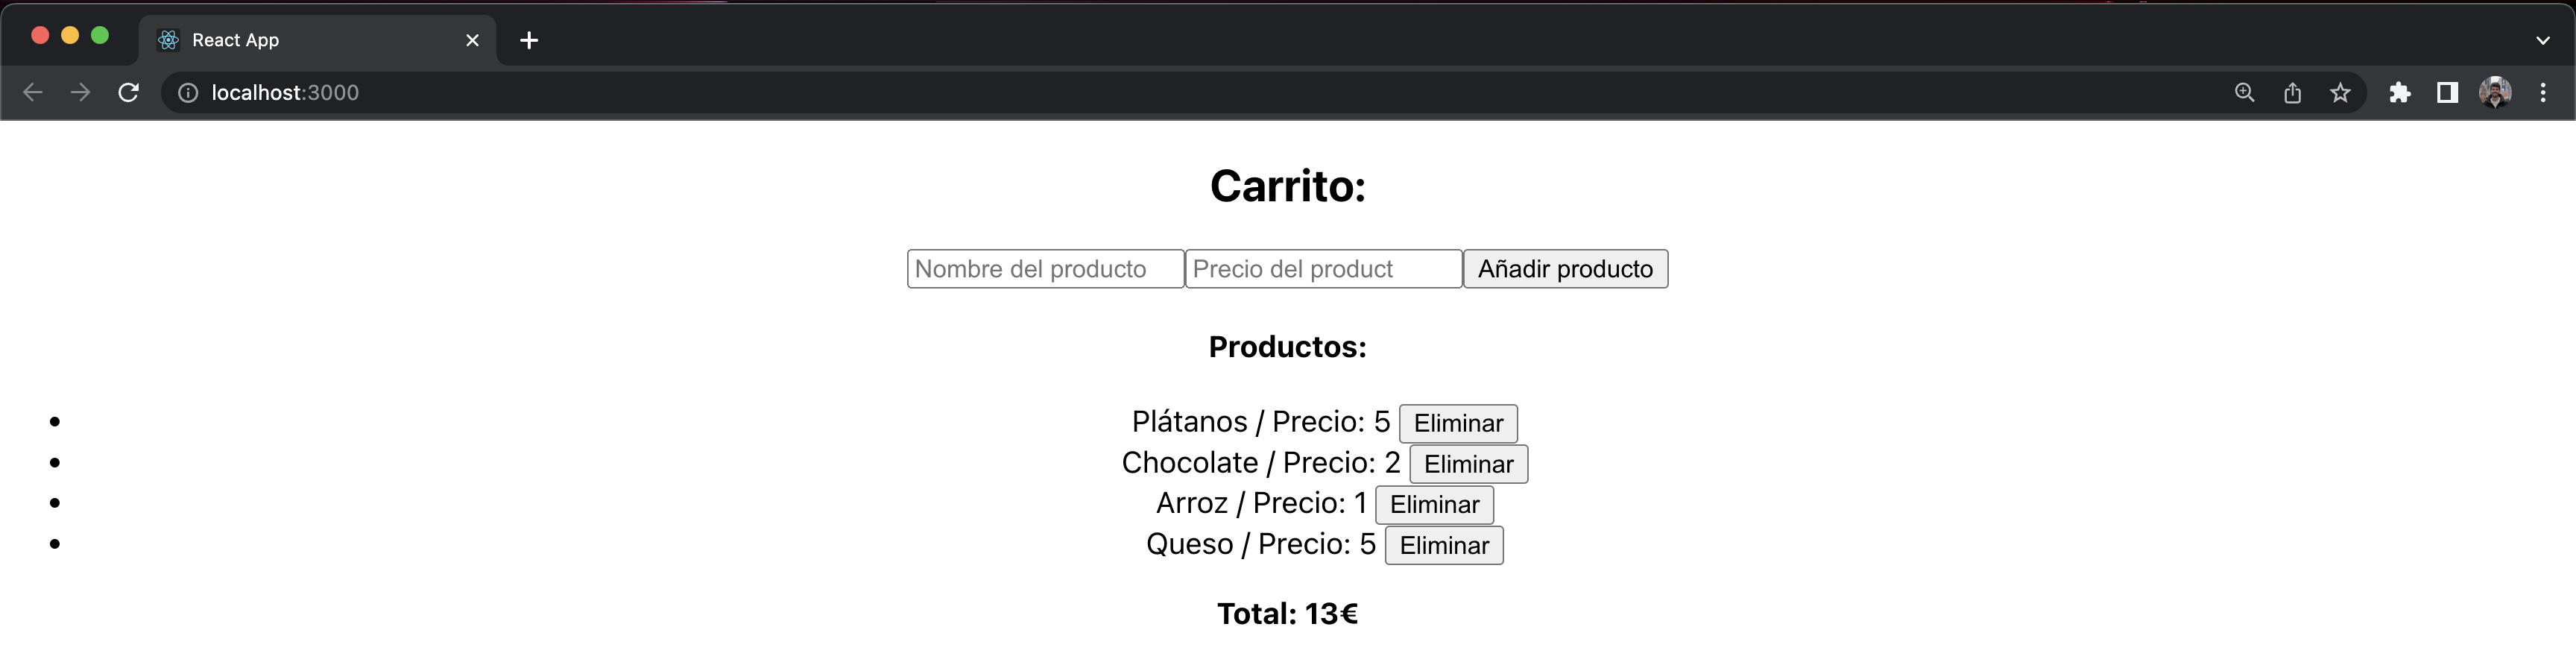 React App
localhost:3000
Carrito:
Nombre del producto Precio del product Añadir producto
Productos:
Plátanos / Precio: 5 Eliminar
Chocolate / Precio: 2 Eliminar
Arroz / Precio: 1 Eliminar
Queso / Precio: 5 Eliminar
Total: 13€